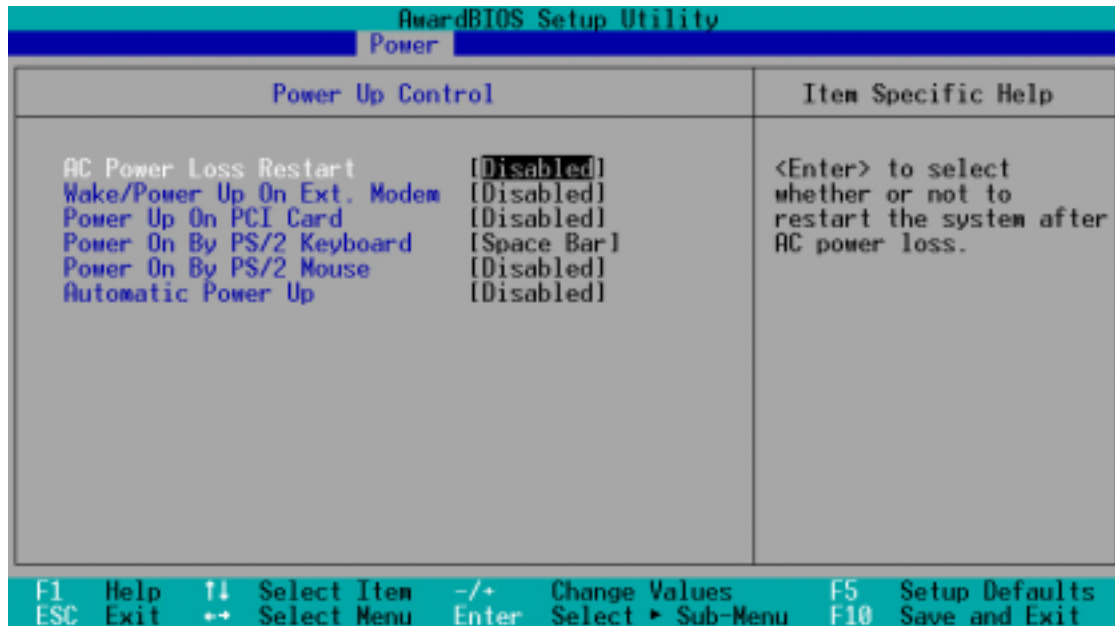 AwardBIOS Setup Utility
Power
Power Up Control
Item Specific Help
AC Power Loss Restart [Disabled]
Wake/Power Up On Ext. Modem [Disabled]
Power Up On PCI Card [Disabled]
Power On By PS/2 Keyboard [Space Bar]
Power On By PS/2 Mouse [Disabled]
Automatic Power Up [Disabled]
<Enter> to select
whether or not to
restart the system after
AC power loss.
F1 Help ↑↓ Select Item -/+ Change Values F5 Setup Defaults
ESC Exit ←→ Select Menu Enter Select ► Sub-Menu F10 Save and Exit